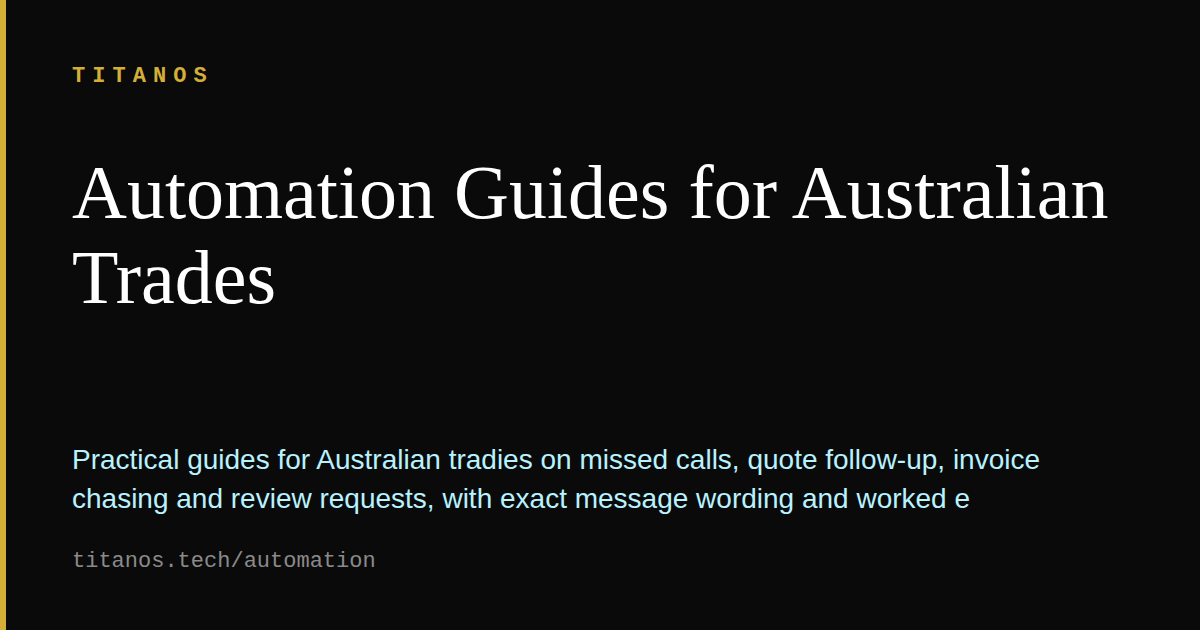 TITANOS
Automation Guides for Australian
Trades
Practical guides for Australian tradies on missed calls, quote follow-up, invoice
chasing and review requests, with exact message wording and worked e
titanos.tech/automation